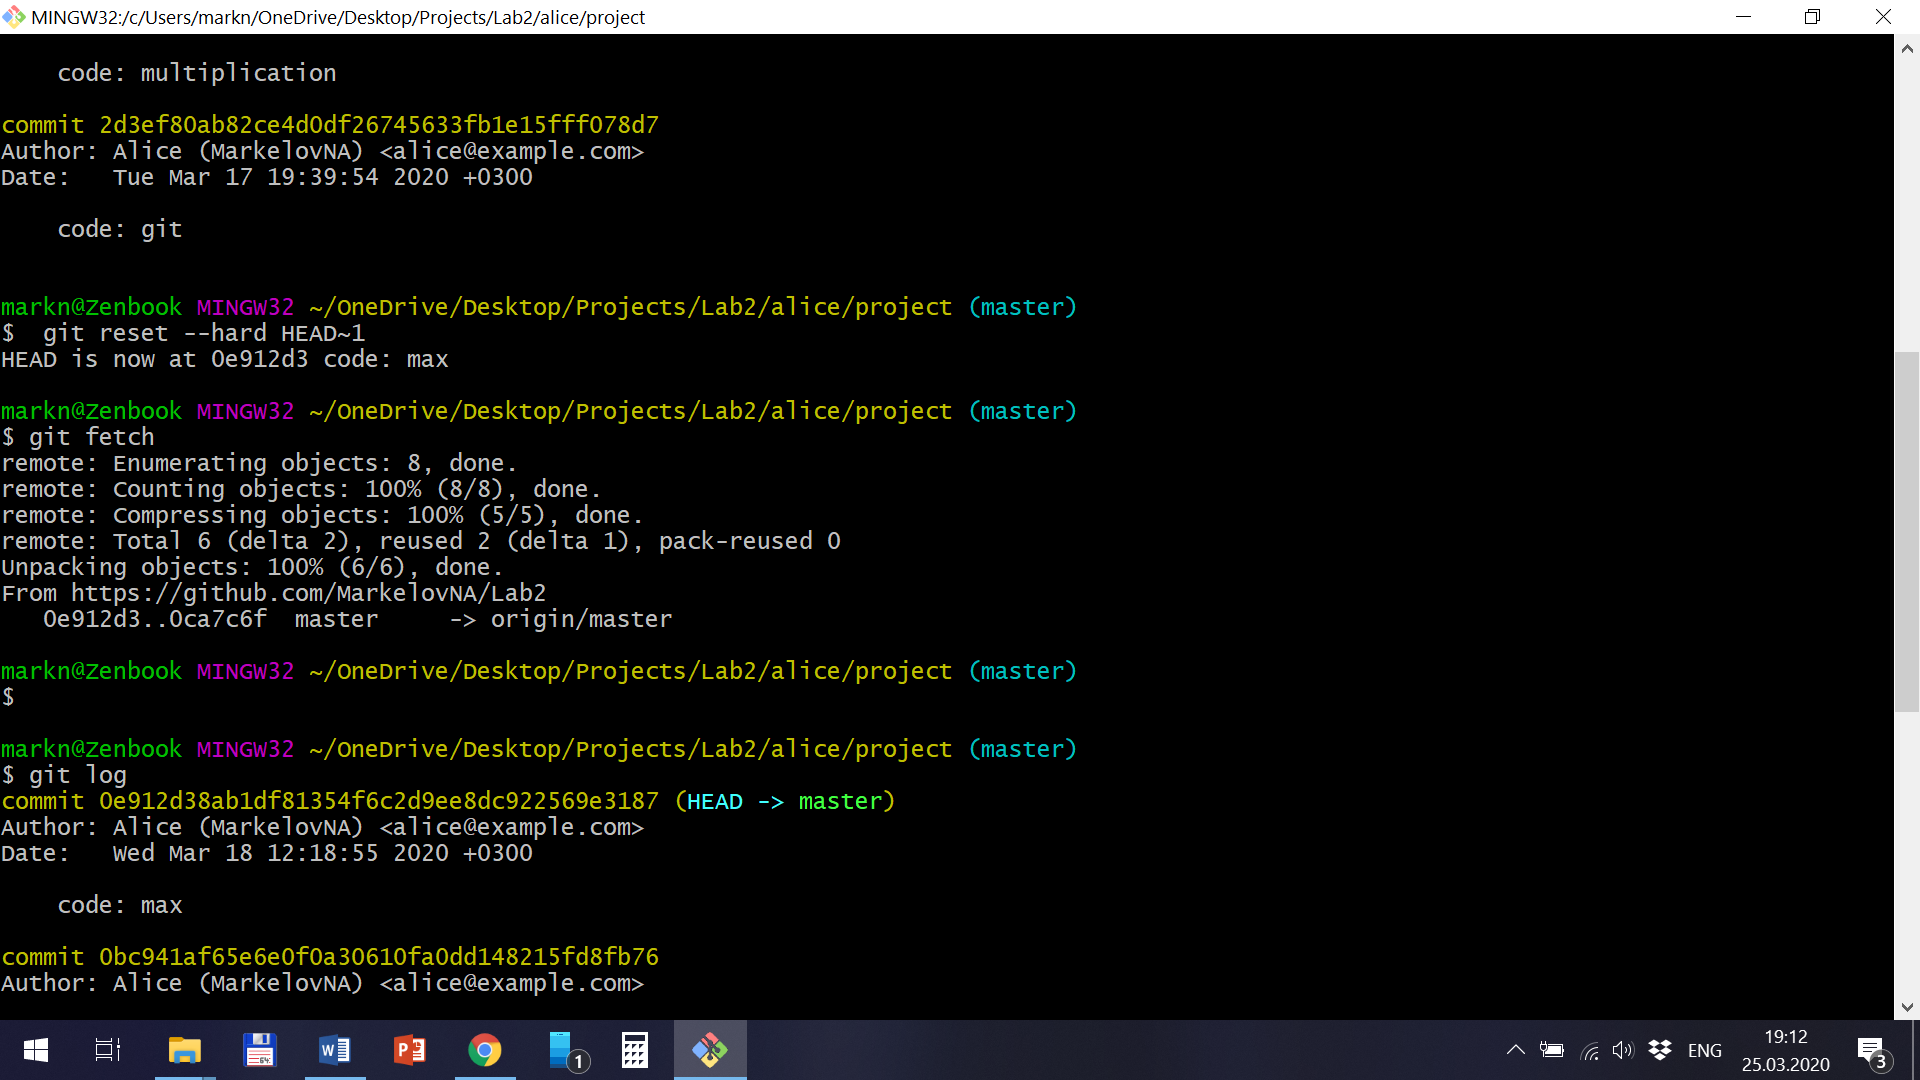 MINGW32:/c/Users/markn/OneDrive/Desktop/Projects/Lab2/alice/project
    code: multiplication
commit 2d3ef80ab82ce4d0df26745633fb1e15fff078d7
Author: Alice (MarkelovNA) <alice@example.com>
Date:   Tue Mar 17 19:39:54 2020 +0300
    code: git
markn@Zenbook MINGW32 ~/OneDrive/Desktop/Projects/Lab2/alice/project (master)
$  git reset --hard HEAD~1
HEAD is now at 0e912d3 code: max
markn@Zenbook MINGW32 ~/OneDrive/Desktop/Projects/Lab2/alice/project (master)
$ git fetch
remote: Enumerating objects: 8, done.
remote: Counting objects: 100% (8/8), done.
remote: Compressing objects: 100% (5/5), done.
remote: Total 6 (delta 2), reused 2 (delta 1), pack-reused 0
Unpacking objects: 100% (6/6), done.
From https://github.com/MarkelovNA/Lab2
   0e912d3..0ca7c6f  master     -> origin/master
markn@Zenbook MINGW32 ~/OneDrive/Desktop/Projects/Lab2/alice/project (master)
$
markn@Zenbook MINGW32 ~/OneDrive/Desktop/Projects/Lab2/alice/project (master)
$ git log
commit 0e912d38ab1df81354f6c2d9ee8dc922569e3187 (HEAD -> master)
Author: Alice (MarkelovNA) <alice@example.com>
Date:   Wed Mar 18 12:18:55 2020 +0300
    code: max
commit 0bc941af65e6e0f0a30610fa0dd148215fd8fb76
Author: Alice (MarkelovNA) <alice@example.com>
64
W
P
1
ENG
19:12
25.03.2020
3